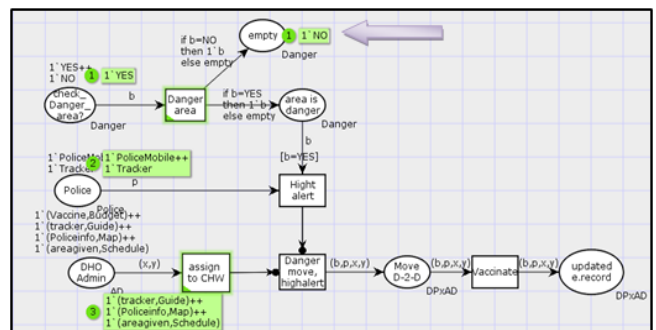 if b=NO
then 1`b
else empty
empty
1
1`NO
Danger
1`YES++
1`NO
1
1`YES
check_
Danger_
area?
b
Danger
Danger
area
if b=YES
then 1`b
else empty
area is
danger
Danger
b
[b=YES]
2
1`PoliceMobile++
1`Tracker
1`Tracker
p
Police
Police
Hight
alert
1`(Vaccine,Budget)++
1`(tracker,Guide)++
1`(Policeinfo,Map)++
1`(areagiven,Schedule)
DHO
Admin
(x,y)
AD
assign
to CHW
Danger
move,
highalert
(b,p,x,y)
Move
D-2-D
DPxAD
(b,p,x,y)
Vaccinate
(b,p,x,y)
updated
e.record
DPxAD
3
1`(tracker,Guide)++
1`(Policeinfo,Map)++
1`(areagiven,Schedule)